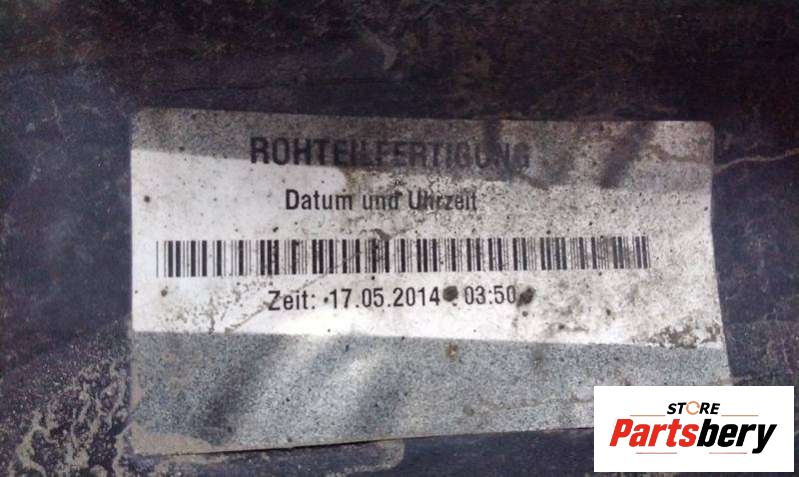 ROHTEILFERTIGUNG
Datum und Uhrzeit
Zeit: 17.05.2014 03:50
STORE
Partsbery